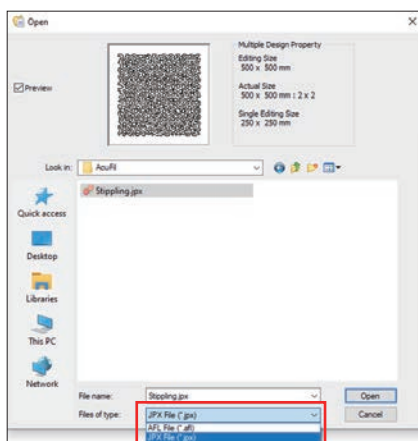 Open
Multiple Design Property
Editing Size
500 x 500 mm
Actual Size
500 x 500 mm : 2 x 2
Single Editing Size
250 x 250 mm
Preview
Look in:
AcuFil
Stippling.jpx
Quick access
Desktop
Libraries
This PC
Network
File name:
Stippling.jpx
Open
Files of type:
JPX File (*.jpx)
Cancel
AFL File (*.afl)
JPX File (*.jpx)